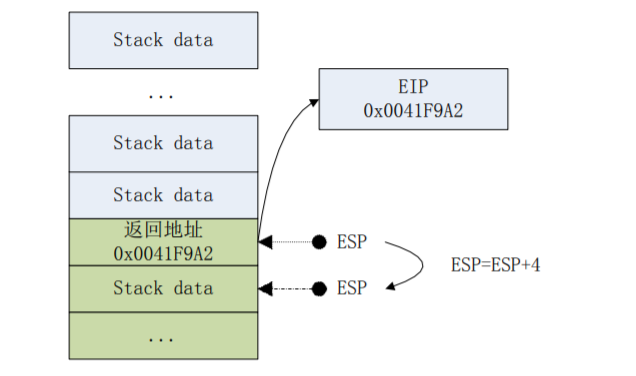 Stack data
...
EIP
0x0041F9A2
Stack data
Stack data
返回地址
0x0041F9A2
ESP
ESP=ESP+4
Stack data
ESP
...